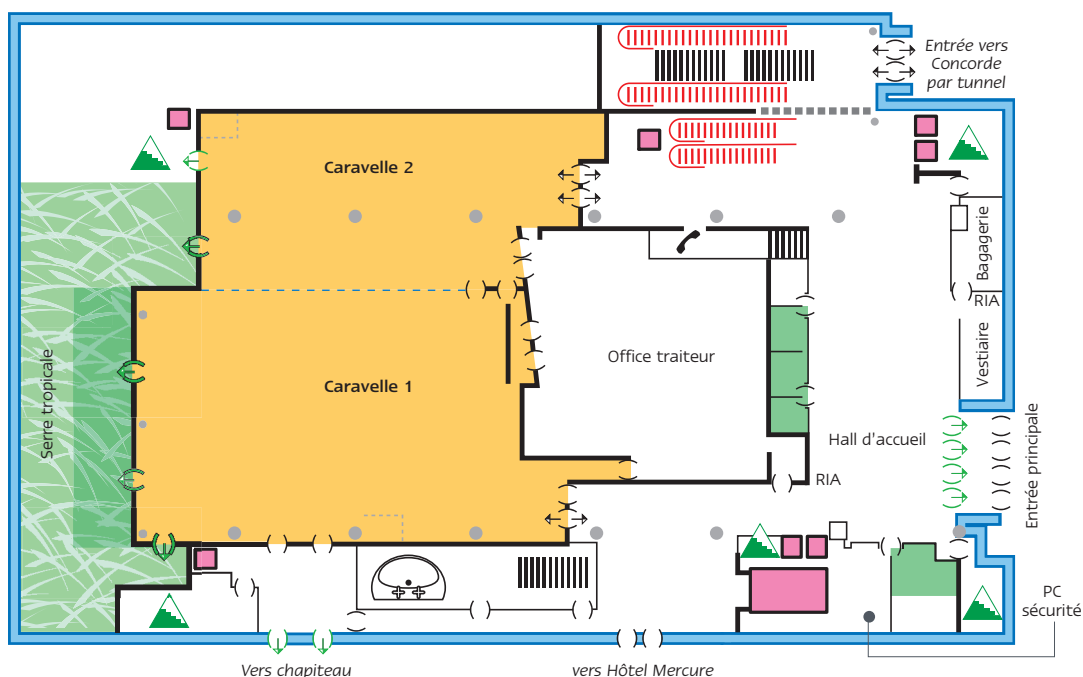 Entrée vers
Concorde
par tunnel
Caravelle 2
Bagagerie
RIA
Office traiteur
Vestiaire
Serre tropicale
Caravelle 1
Hall d'accueil
Entrée principale
RIA
PC
sécurité
Vers chapiteau
vers Hôtel Mercure